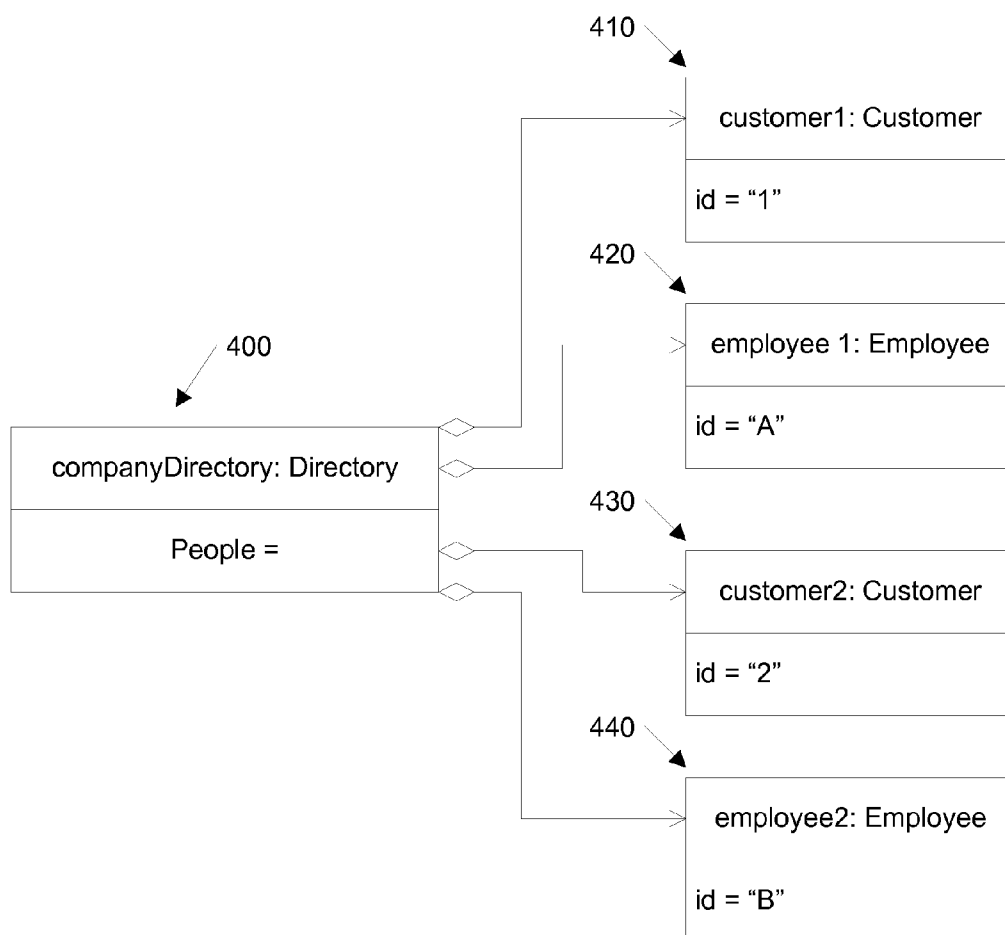 410
customer1: Customer
id = “1”
420
employee 1: Employee
id = “A”
400
companyDirectory: Directory
People =
430
customer2: Customer
id = “2”
440
employee2: Employee
id = “B”